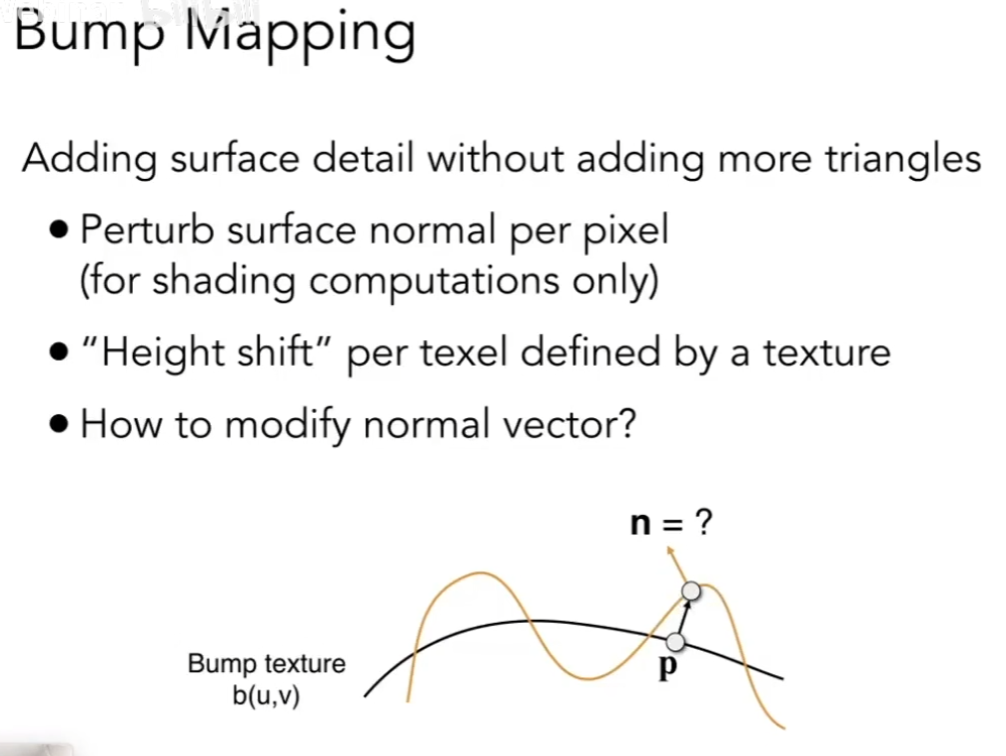 Bump Mapping
Adding surface detail without adding more triangles
● Perturb surface normal per pixel
(for shading computations only)
● “Height shift” per texel defined by a texture
● How to modify normal vector?
n = ?
p
Bump texture
b(u,v)